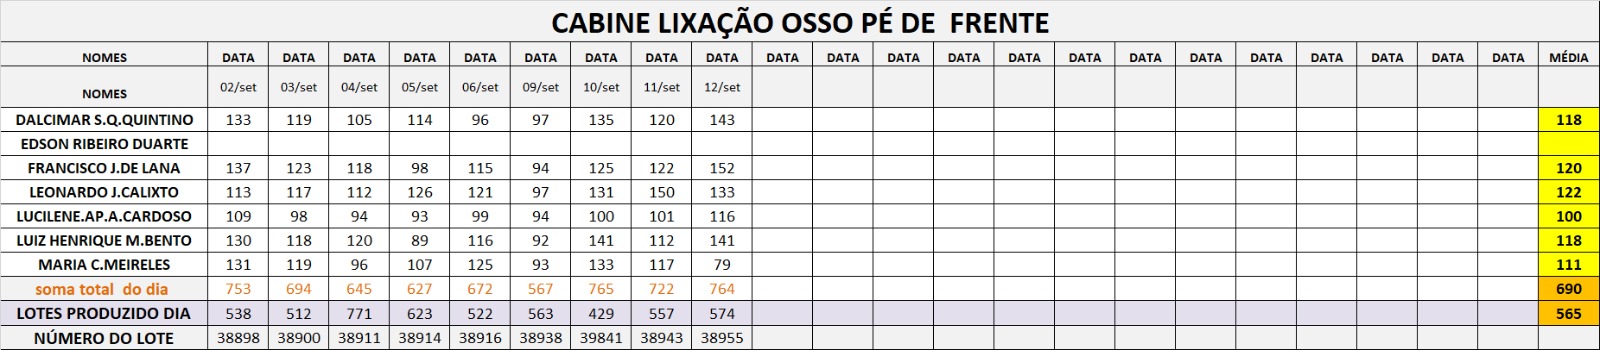 CABINE LIXAÇÃO OSSO PÉ DE FRENTE
NOMES DATA DATA DATA DATA DATA DATA DATA DATA DATA DATA DATA DATA DATA DATA DATA DATA DATA DATA DATA DATA DATA DATA MÉDIA
NOMES 02/set 03/set 04/set 05/set 06/set 09/set 10/set 11/set 12/set
DALCIMAR S.Q.QUINTINO 133 119 105 114 96 97 135 120 143 118
EDSON RIBEIRO DUARTE
FRANCISCO J.DE LANA 137 123 118 98 115 94 125 122 152 120
LEONARDO J.CALIXTO 113 117 112 126 121 97 131 150 133 122
LUCILENE.AP.A.CARDOSO 109 98 94 93 99 94 100 101 116 100
LUIZ HENRIQUE M.BENTO 130 118 120 89 116 92 141 112 141 118
MARIA C.MEIRELES 131 119 96 107 125 93 133 117 79 111
soma total do dia 753 694 645 627 672 567 765 722 764 690
LOTES PRODUZIDO DIA 538 512 771 623 522 563 429 557 574 565
NÚMERO DO LOTE 38898 38900 38911 38914 38916 38938 39841 38943 38955